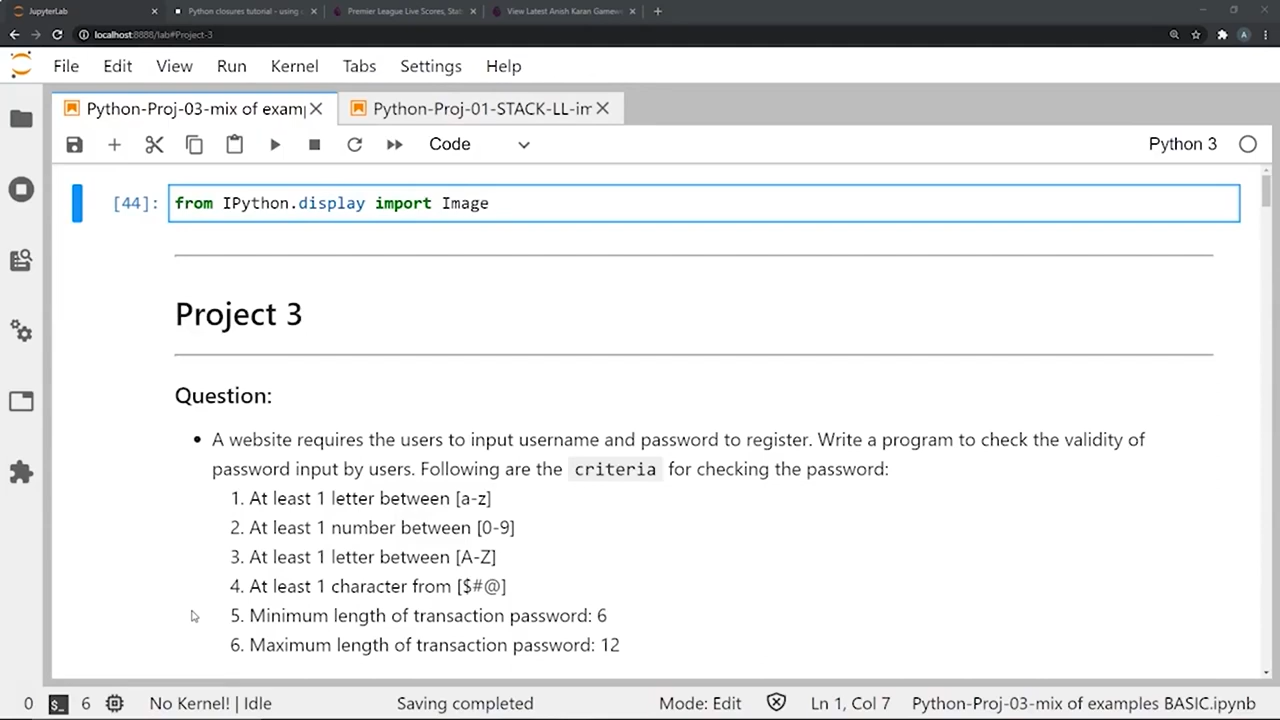 JupyterLab
Python closures tutorial - using
Premier League Live Scores, Stat
View Latest Anish Karan Gamew
localhost:8888/lab#Project-3
A
File Edit View Run Kernel Tabs Settings Help
Python-Proj-03-mix of examp
Python-Proj-01-STACK-LL-im
Code
Python 3
[44]: from IPython.display import Image
Project 3
Question:
• A website requires the users to input username and password to register. Write a program to check the validity of
password input by users. Following are the criteria for checking the password:
1. At least 1 letter between [a-z]
2. At least 1 number between [0-9]
3. At least 1 letter between [A-Z]
4. At least 1 character from [$#@]
5. Minimum length of transaction password: 6
6. Maximum length of transaction password: 12
0 $_ 6 No Kernel! | Idle Saving completed Mode: Edit Ln 1, Col 7 Python-Proj-03-mix of examples BASIC.ipynb